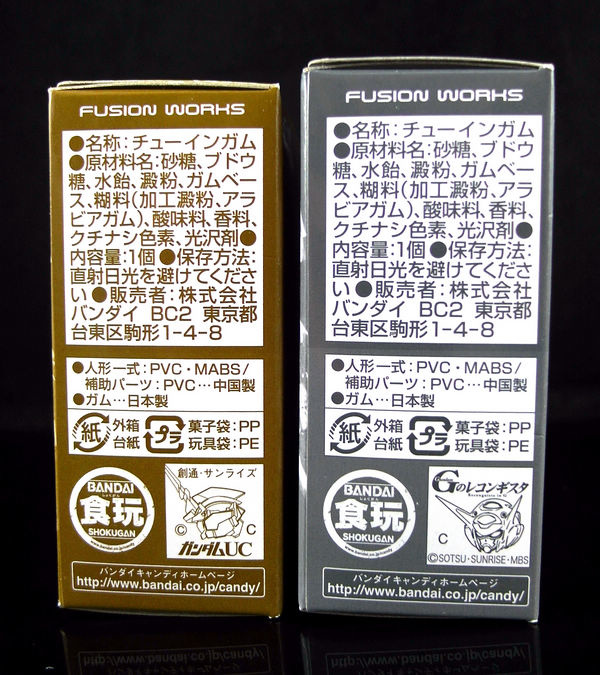 FUSION WORKS
●名称:チューインガム
●原材料名:砂糖、ブドウ
糖、水飴、澱粉、ガムベー
ス、糊料(加工澱粉、アラ
ビアガム)、酸味料、香料、
クチナシ色素、光沢剤●
内容量:1個 ●保存方法:
直射日光を避けてくださ
い ●販売者:株式会社
バンダイ BC2 東京都
台東区駒形1-4-8
●人形一式:PVC・MABS/
補助パーツ:PVC…中国製
●ガム…日本製
紙 外箱 台紙
プラ 菓子袋:PP
玩具袋:PE
BANDAI
食玩
SHOKUGAN
www.bandai.co.jp/candy
創通・サンライズ
C C
ガンダムUC
バンダイキャンディホームページ
http://www.bandai.co.jp/candy/
FUSION WORKS
●名称:チューインガム
●原材料名:砂糖、ブドウ
糖、水飴、澱粉、ガムベー
ス、糊料(加工澱粉、アラ
ビアガム)、酸味料、香料、
クチナシ色素、光沢剤●
内容量:1個 ●保存方法:
直射日光を避けてくださ
い ●販売者:株式会社
バンダイ BC2 東京都
台東区駒形1-4-8
●人形一式:PVC・MABS/
補助パーツ:PVC…中国製
●ガム…日本製
紙 外箱 台紙
プラ 菓子袋:PP
玩具袋:PE
BANDAI
食玩
SHOKUGAN
www.bandai.co.jp/candy
Gのレコンギスタ
C
©SOTSU・SUNRISE・MBS
バンダイキャンディホームページ
http://www.bandai.co.jp/candy/